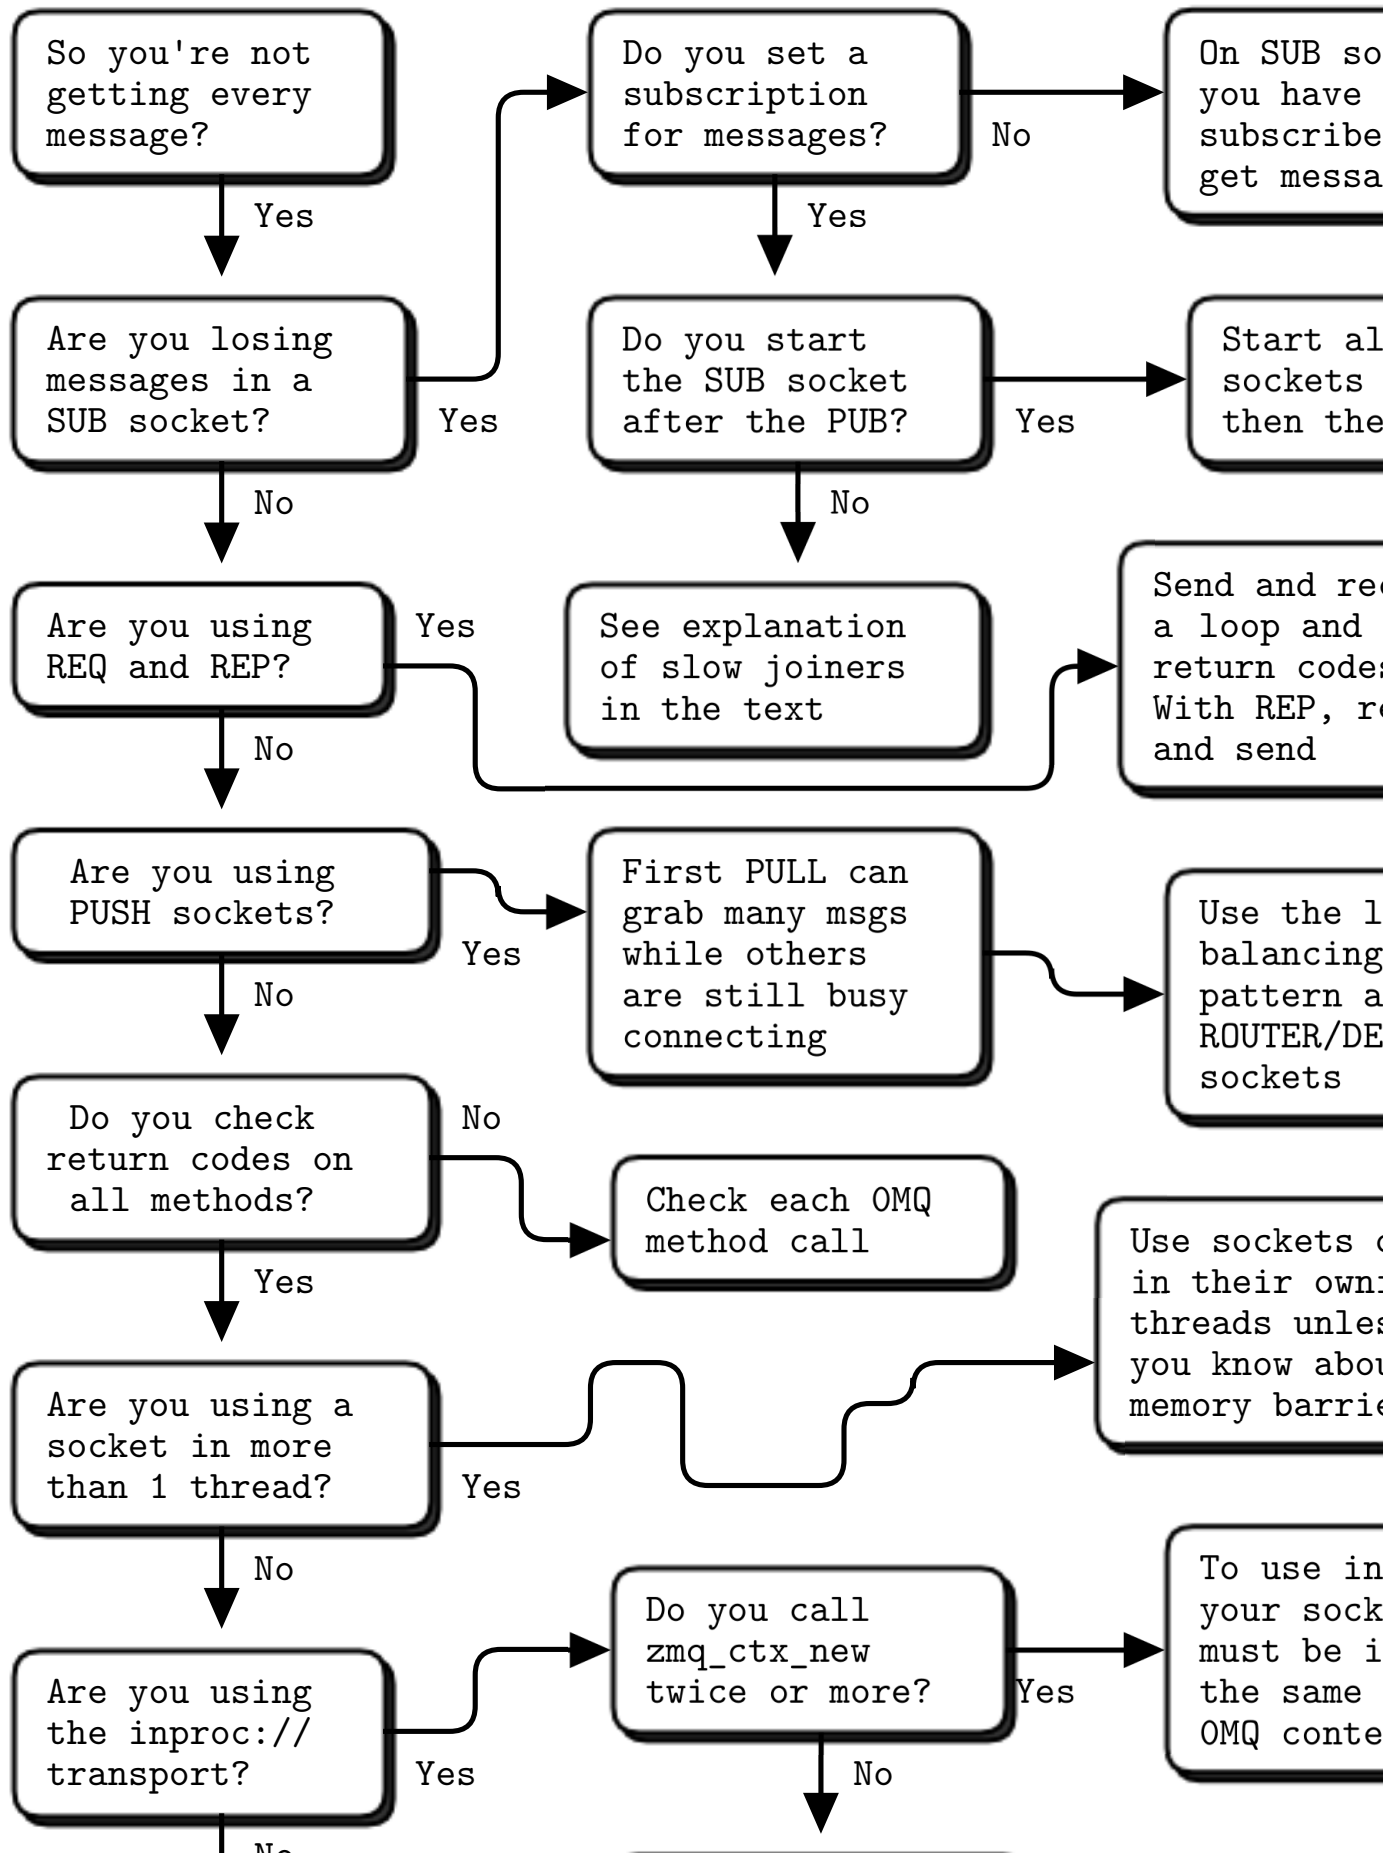 So you're not
getting every
message?
Yes
Do you set a
subscription
for messages?
No
Yes
On SUB so
you have
subscribe
get messa
Are you losing
messages in a
SUB socket?
Yes
No
Do you start
the SUB socket
after the PUB?
Yes
No
Start al
sockets
then the
Are you using
REQ and REP?
Yes
No
See explanation
of slow joiners
in the text
Send and re
a loop and
return codes
With REP, r
and send
Are you using
PUSH sockets?
Yes
No
First PULL can
grab many msgs
while others
are still busy
connecting
Use the l
balancing
pattern a
ROUTER/DE
sockets
Do you check
return codes on
all methods?
No
Yes
Check each 0MQ
method call
Use sockets
in their own
threads unles
you know abou
memory barrie
Are you using a
socket in more
than 1 thread?
Yes
No
Do you call
zmq_ctx_new
twice or more?
Yes
No
To use in
your sock
must be i
the same
0MQ conte
Are you using
the inproc://
transport?
Yes
No